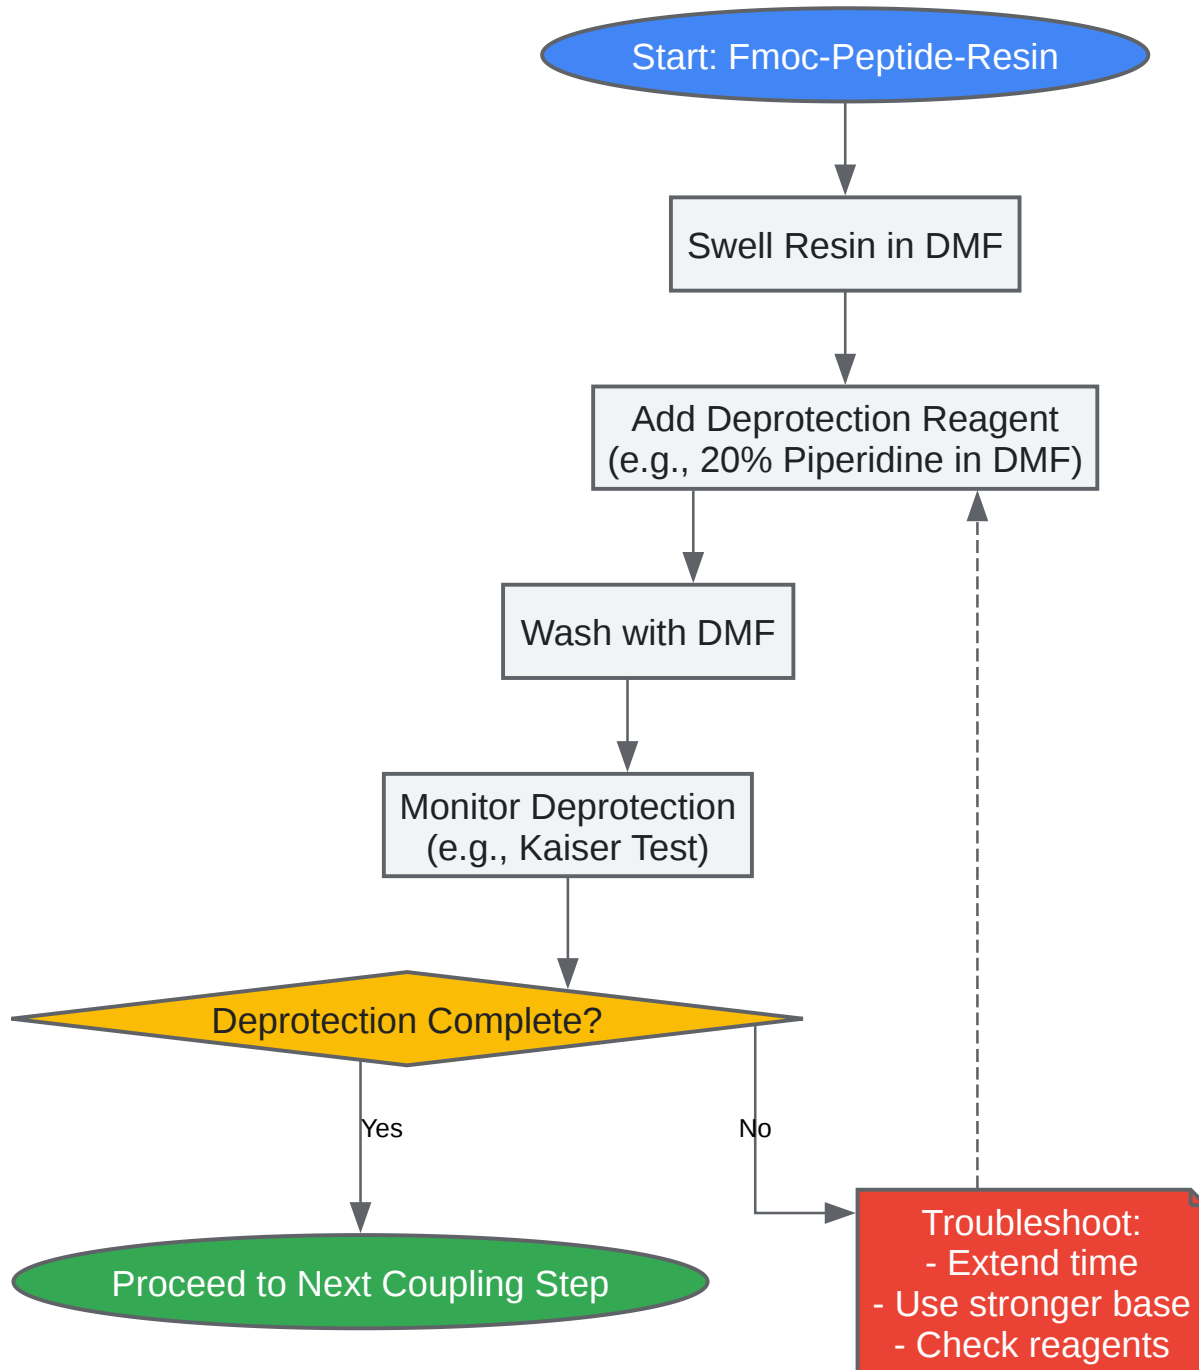 Start: Fmoc-Peptide-Resin
Swell Resin in DMF
Add Deprotection Reagent
(e.g., 20% Piperidine in DMF)
Wash with DMF
Monitor Deprotection
(e.g., Kaiser Test)
Deprotection Complete?
Yes
No
Proceed to Next Coupling Step
Troubleshoot:
- Extend time
- Use stronger base
- Check reagents